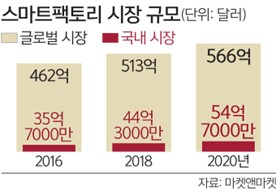 스마트팩토리 시장 규모(단위: 달러)
글로벌 시장 국내 시장
462억 513억 566억
35억 44억 54억
7000만 3000만 7000만
2016 2018 2020년
자료: 마켓앤마켓